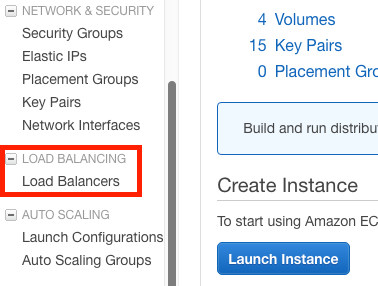 NETWORK & SECURITY
Security Groups
Elastic IPs
Placement Groups
Key Pairs
Network Interfaces
LOAD BALANCING
Load Balancers
AUTO SCALING
Launch Configurations
Auto Scaling Groups
4 Volumes
15 Key Pairs
0 Placement Gro
Build and run distribu
Create Instance
To start using Amazon EC
Launch Instance